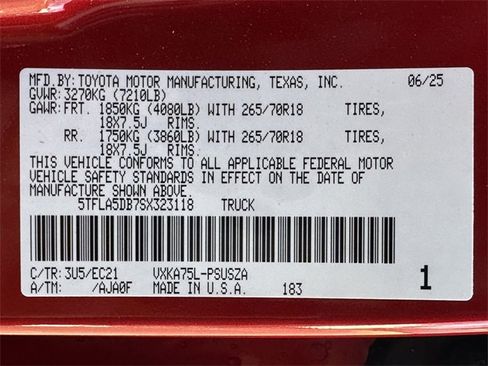 MFD.BY: TOYOTA MOTOR MANUFACTURING, TEXAS, INC. 06/25
GVWR: 3270KG (7210LB)
GAWR: FRT. 1850KG (4080LB) WITH 265/70R18 TIRES,
18X7.5J RIMS.
RR. 1750KG (3860LB) WITH 265/70R18 TIRES,
18X7.5J RIMS.
THIS VEHICLE CONFORMS TO ALL APPLICABLE FEDERAL MOTOR
VEHICLE SAFETY STANDARDS IN EFFECT ON THE DATE OF
MANUFACTURE SHOWN ABOVE.
5TFLA5DB7SX323118 TRUCK
C/TR: 3U5/EC21 VXKA75L-PSUSZA
A/TM: /AJA0F MADE IN U.S.A. 183 1